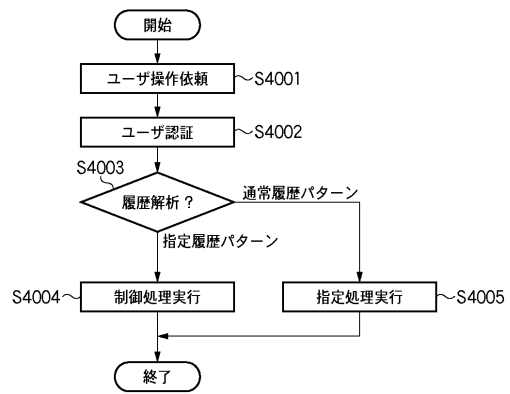 開始
ユーザ操作依頼
S4001
ユーザ認証
S4002
S4003
履歴解析？
通常履歴パターン
指定履歴パターン
S4004
制御処理実行
指定処理実行
S4005
終了